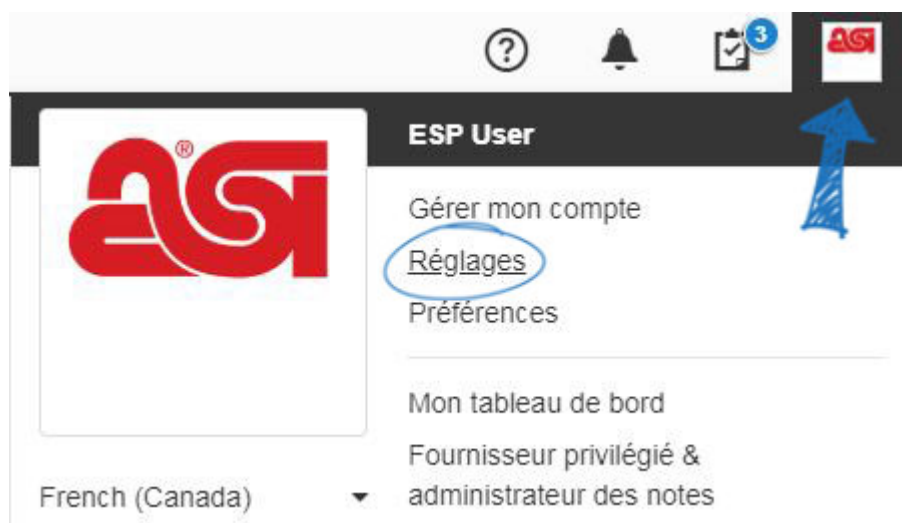 3
asi
ESP User
asi®
Gérer mon compte
Réglages
Préférences
Mon tableau de bord
Fournisseur privilégié &
administrateur des notes
French (Canada)